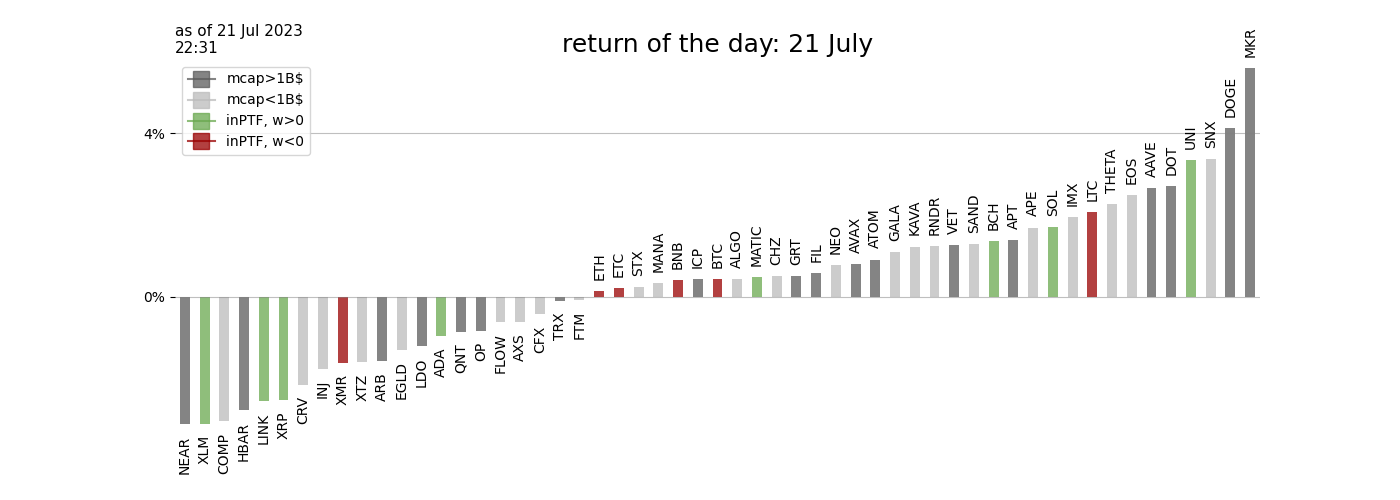 as of 21 Jul 2023
22:31
return of the day: 21 July
mcap>1B$
mcap<1B$
inPTF, w>0
inPTF, w<0
4%
0%
NEAR
XLM
COMP
HBAR
LINK
XRP
CRV
INJ
XMR
XTZ
ARB
EGLD
LDO
ADA
QNT
OP
FLOW
AXS
CFX
TRX
FTM
ETH
ETC
STX
MANA
BNB
ICP
BTC
ALGO
MATIC
CHZ
GRT
FIL
NEO
AVAX
ATOM
GALA
KAVA
RNDR
VET
SAND
BCH
APT
APE
SOL
IMX
LTC
THETA
EOS
AAVE
DOT
UNI
SNX
DOGE
MKR